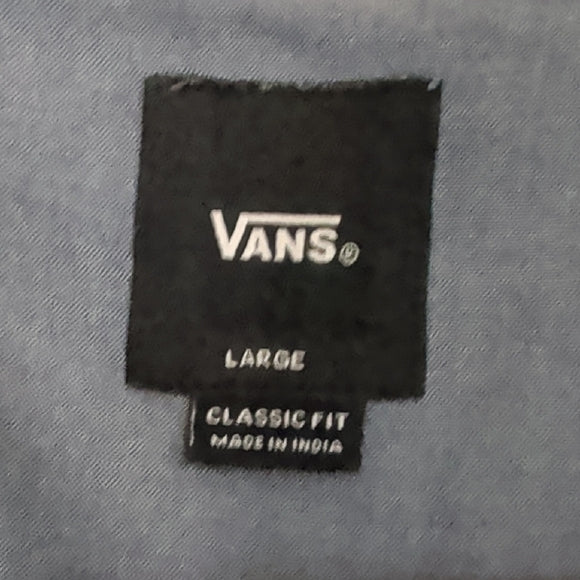 VANS®
LARGE
CLASSIC FIT
MADE IN INDIA